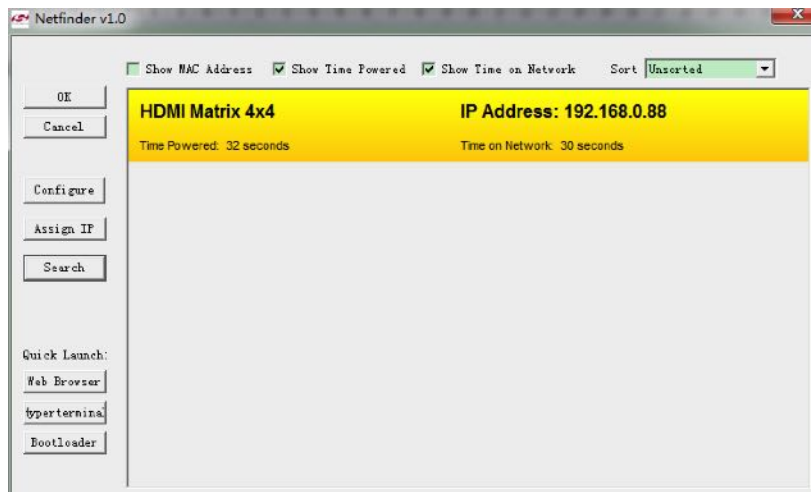 Netfinder v1.0
Show MAC Address Show Time Powered Show Time on Network Sort Unsorted
OK
Cancel
HDMI Matrix 4x4 IP Address: 192.168.0.88
Time Powered: 32 seconds Time on Network: 30 seconds
Configure
Assign IP
Search
Quick Launch:
Web Browser
ypertermina
Bootloader